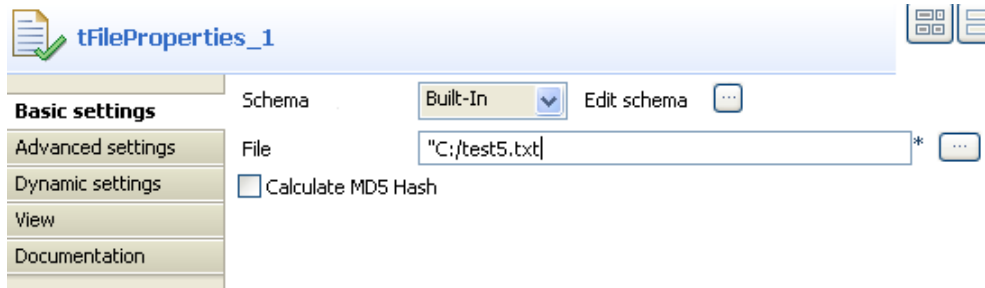 tFileProperties_1
Basic settings
Schema Built-In Edit schema ...
Advanced settings
File "C:/test5.txt * ...
Dynamic settings
Calculate MD5 Hash
View
Documentation